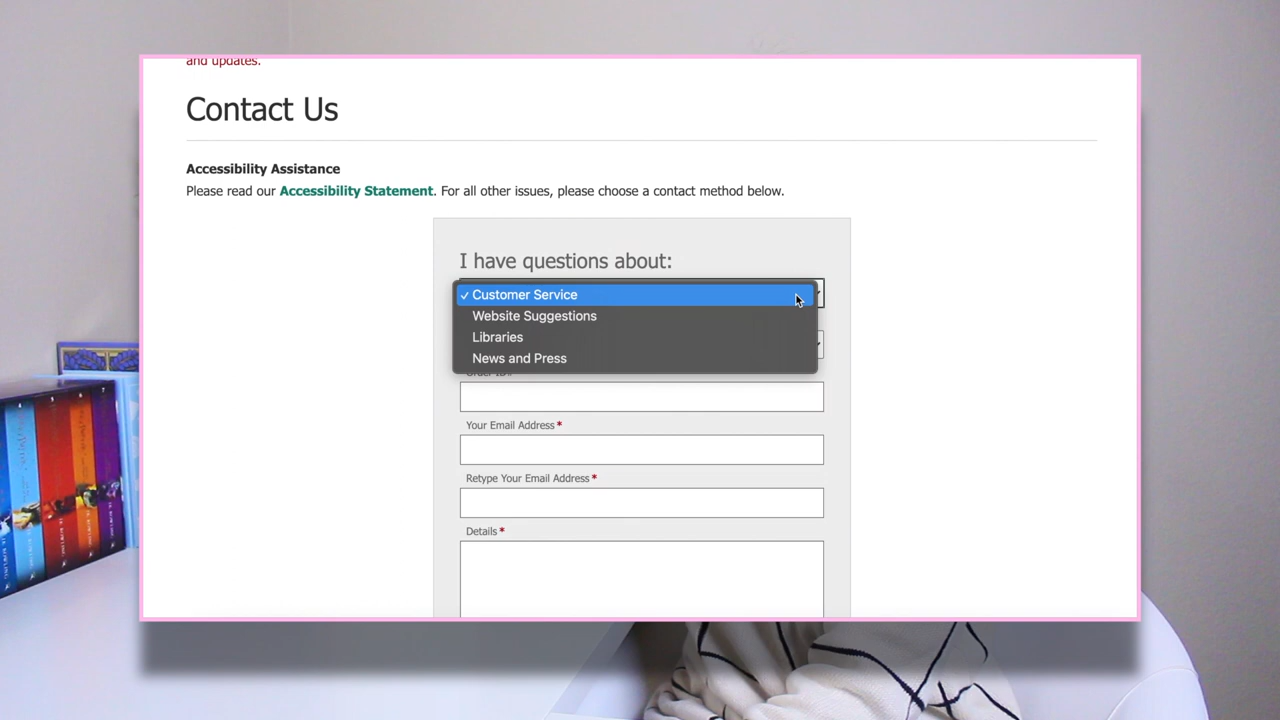 and updates.
Contact Us
Accessibility Assistance
Please read our Accessibility Statement. For all other issues, please choose a contact method below.
I have questions about:
✓ Customer Service
Website Suggestions
Libraries
News and Press
Your Email Address *
Retype Your Email Address *
Details *